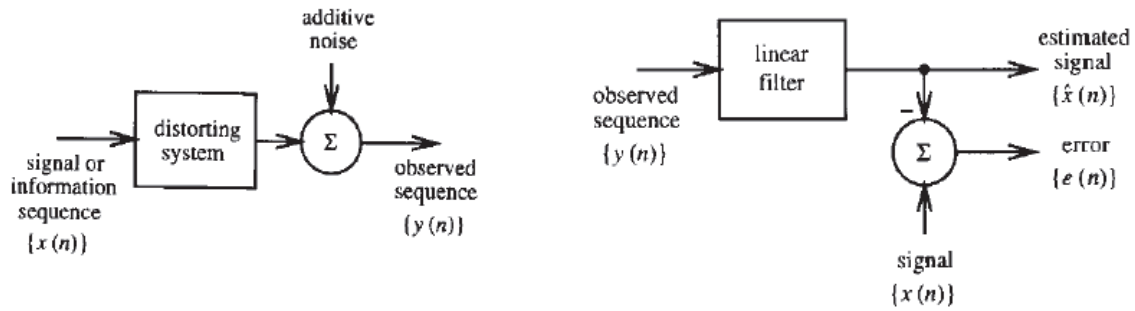 additive
noise
distorting
system
Σ
signal or
information
sequence
{x(n)}
observed
sequence
{y(n)}
observed
sequence
{y(n)}
linear
filter
estimated
signal
{x̂(n)}
−
Σ
error
{e(n)}
signal
{x(n)}